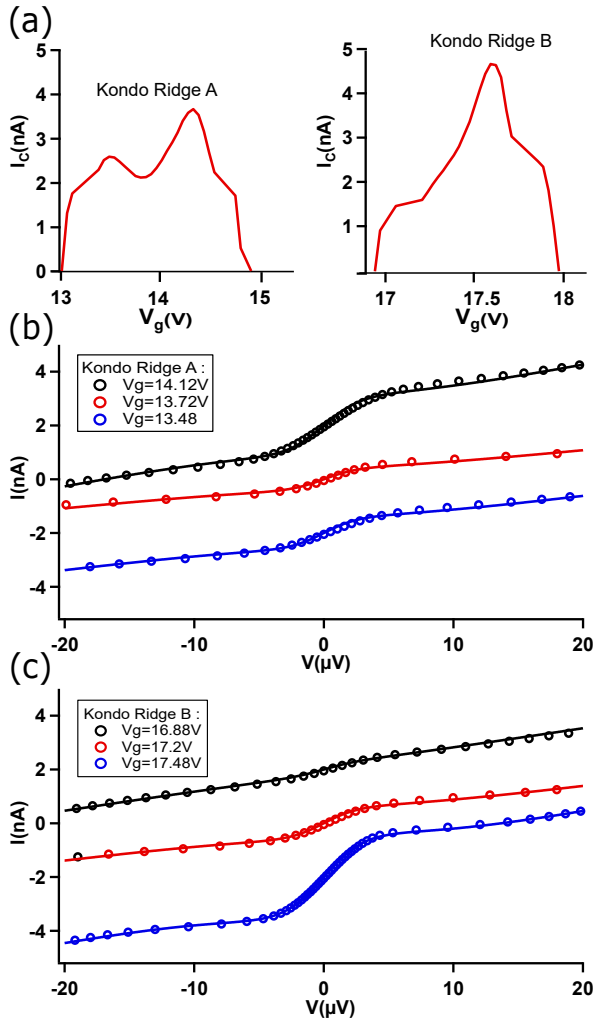 (a)
Kondo Ridge A
I_C(nA)
5
4
3
2
1
0
13
14
15
V_g(V)
Kondo Ridge B
I_C(nA)
5
4
3
2
1
17
17.5
18
V_g(V)
(b)
Kondo Ridge A :
Vg=14.12V
Vg=13.72V
Vg=13.48
I(nA)
4
2
0
-2
-4
-20
-10
0
10
20
V(µV)
(c)
Kondo Ridge B :
Vg=16.88V
Vg=17.2V
Vg=17.48V
I(nA)
4
2
0
-2
-4
-20
-10
0
10
20
V(µV)